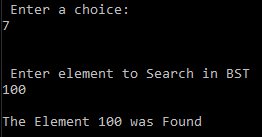 Enter a choice:
7
Enter element to Search in BST
100
The Element 100 was Found